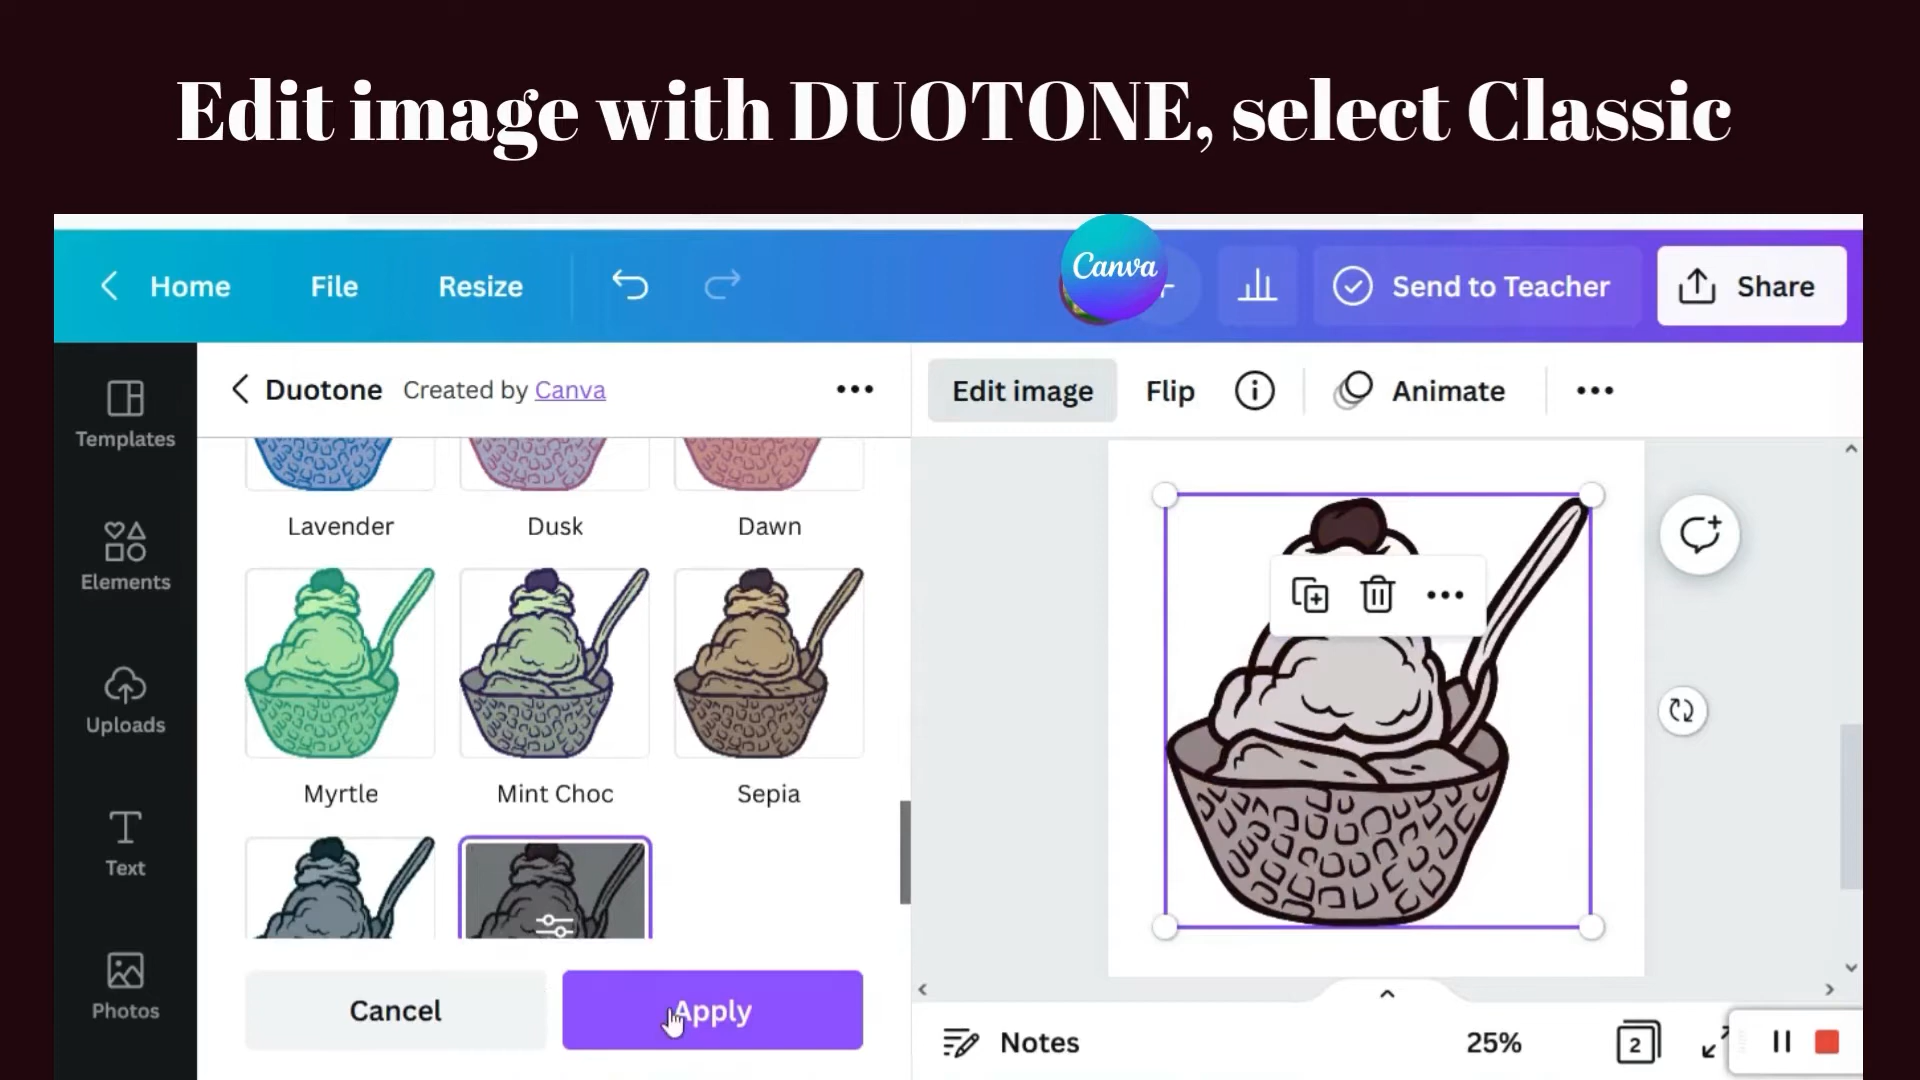 Edit image with DUOTONE, select Classic
Home File Resize Canva Send to Teacher Share
Duotone Created by Canva
Edit image Flip Animate
Templates
Elements
Uploads
Text
Photos
Lavender Dusk Dawn
Myrtle Mint Choc Sepia
Cancel Apply
Notes 25% 2